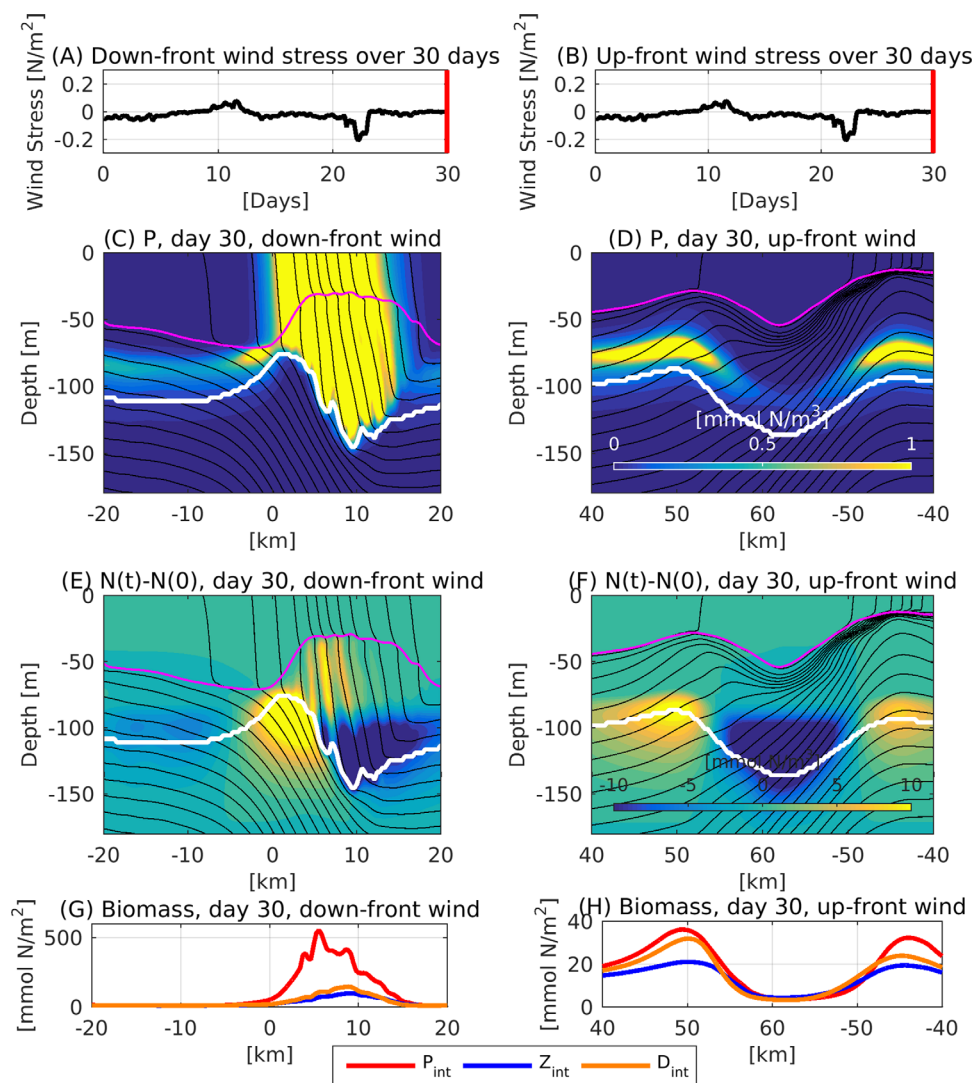 (A) Down-front wind stress over 30 days
(B) Up-front wind stress over 30 days
Wind Stress [N/m²]
0.2
0
-0.2
0
10
20
30
[Days]
Wind Stress [N/m²]
0.2
0
-0.2
0
10
20
30
[Days]
(C) P, day 30, down-front wind
(D) P, day 30, up-front wind
Depth [m]
0
-50
-100
-150
-20
-10
0
10
20
[km]
Depth [m]
0
-50
-100
-150
[mmol N/m³]
0
0.5
1
40
50
60
-50
-40
[km]
(E) N(t)-N(0), day 30, down-front wind
(F) N(t)-N(0), day 30, up-front wind
Depth [m]
0
-50
-100
-150
-20
-10
0
10
20
[km]
Depth [m]
0
-50
-100
-150
[mmol N/m³]
-10
-5
0
5
10
40
50
60
-50
-40
[km]
(G) Biomass, day 30, down-front wind
(H) Biomass, day 30, up-front wind
[mmol N/m²]
500
0
-20
-10
0
10
20
[km]
[mmol N/m²]
40
20
0
40
50
60
-50
-40
[km]
P_int
Z_int
D_int